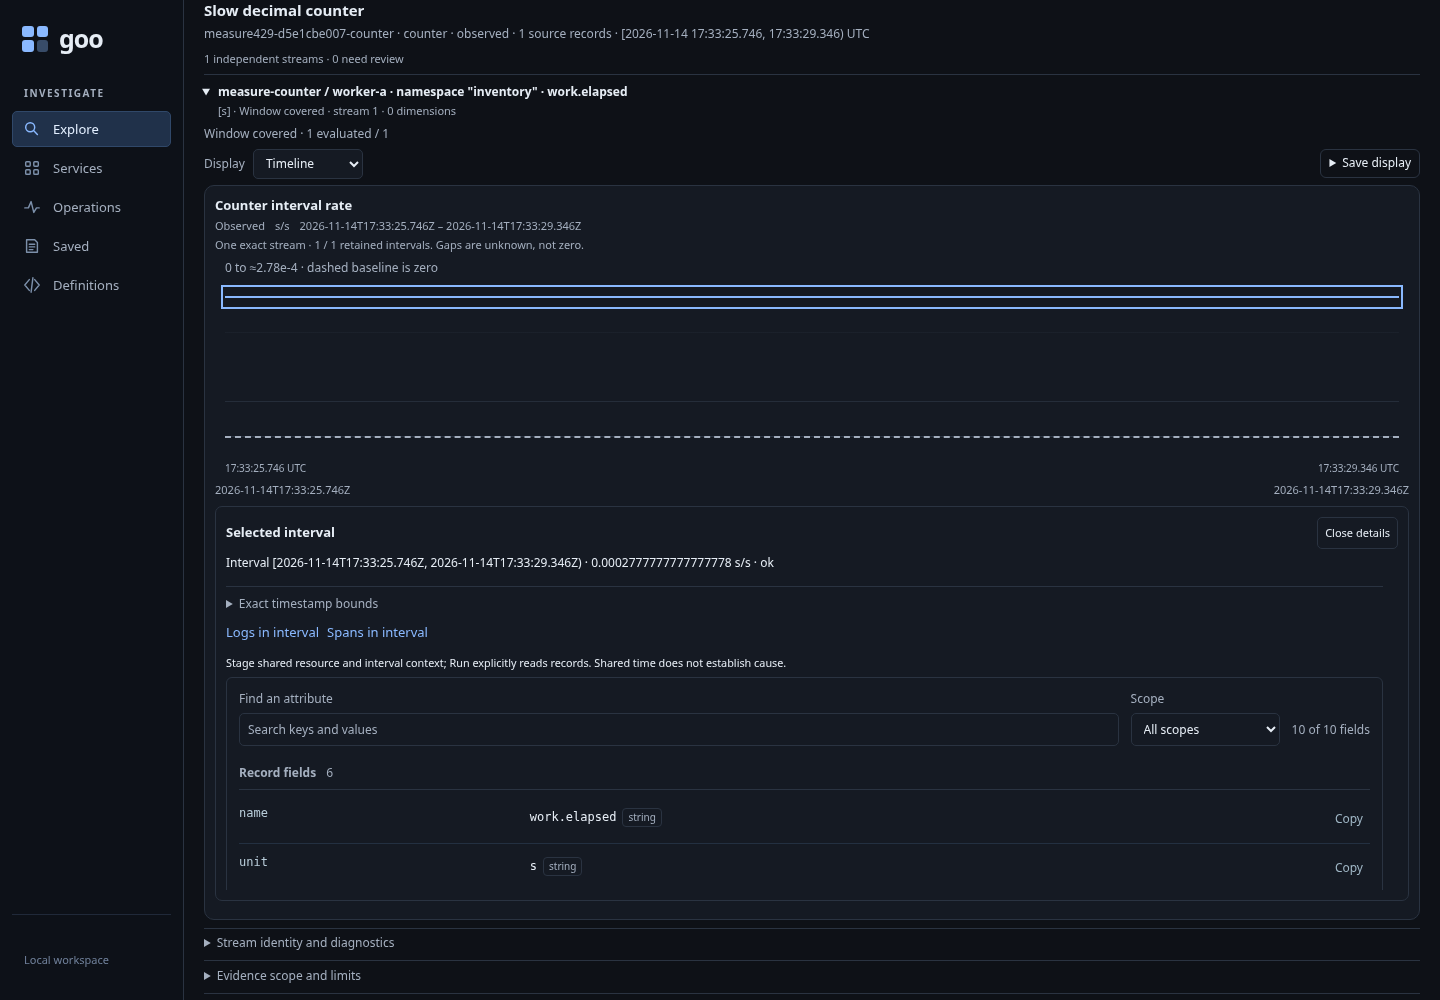 goo
INVESTIGATE
Explore
Services
Operations
Saved
Definitions
Local workspace
Slow decimal counter
measure429-d5e1cbe007-counter · counter · observed · 1 source records · [2026-11-14 17:33:25.746, 17:33:29.346) UTC
1 independent streams · 0 need review
measure-counter / worker-a · namespace "inventory" · work.elapsed
[s] · Window covered · stream 1 · 0 dimensions
Window covered · 1 evaluated / 1
Display Timeline Save display
Counter interval rate
Observed s/s 2026-11-14T17:33:25.746Z – 2026-11-14T17:33:29.346Z
One exact stream · 1 / 1 retained intervals. Gaps are unknown, not zero.
0 to ≈2.78e-4 · dashed baseline is zero
17:33:25.746 UTC 17:33:29.346 UTC
2026-11-14T17:33:25.746Z 2026-11-14T17:33:29.346Z
Selected interval Close details
Interval [2026-11-14T17:33:25.746Z, 2026-11-14T17:33:29.346Z) · 0.0002777777777777778 s/s · ok
Exact timestamp bounds
Logs in interval Spans in interval
Stage shared resource and interval context; Run explicitly reads records. Shared time does not establish cause.
Find an attribute Scope
Search keys and values All scopes 10 of 10 fields
Record fields 6
name work.elapsed string Copy
unit s string Copy
Stream identity and diagnostics
Evidence scope and limits